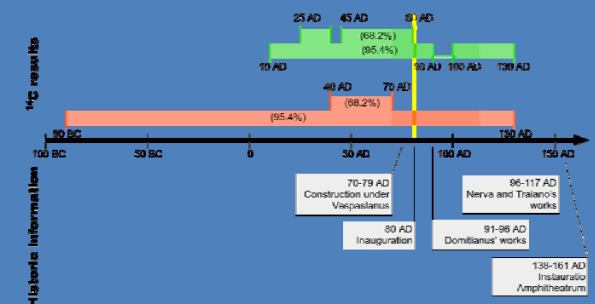 25 AD 45 AD 80 AD
(68.2%)
(95.4%)
10 AD 90 AD 100 AD 130 AD
14C results
40 AD 70 AD
(68.2%)
(95.4%)
90 BC 130 AD
100 BC 50 BC 0 50 AD 100 AD 150 AD
Historic Information
70-79 AD
Construction under
Vespasianus
96-117 AD
Nerva and Traiano's
works
80 AD
Inauguration
91-96 AD
Domitianus' works
138-161 AD
Instauratio
Amphitheatrum